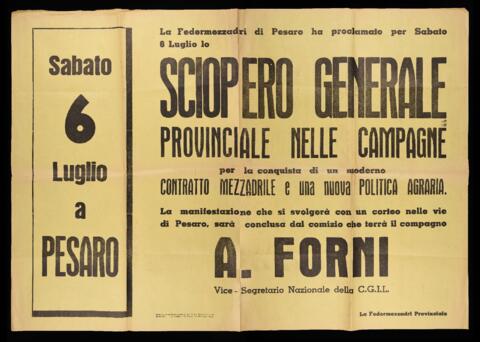 Sabato
6
Luglio
a
PESARO
La Federmezzadri di Pesaro ha proclamato per Sabato
6 Luglio lo
SCIOPERO GENERALE
PROVINCIALE NELLE CAMPAGNE
per la conquista di un moderno
CONTRATTO MEZZADRILE e una nuova POLITICA AGRARIA.
La manifestazione che si svolgerà con un corteo nelle vie
di Pesaro, sarà conclusa dal comizio che terrà il compagno
A. FORNI
Vice - Segretario Nazionale della C.G.I.L.
La Federmezzadri Provinciale